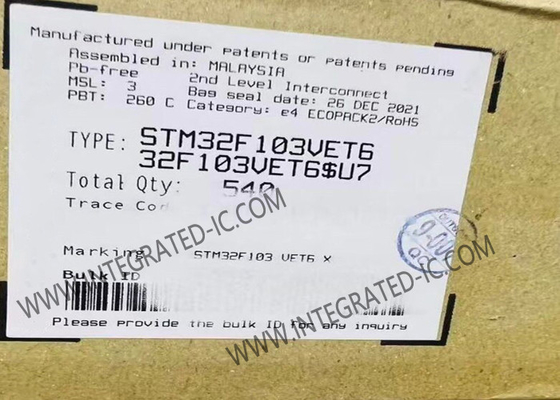 Manufactured under patents or patents pending
Assembled in: MALAYSIA
Pb-free 2nd Level Interconnect
MSL: 3 Bag seal date: 26 DEC 2021
PBT: 260 C Category: e4 ECOPACK2/RoHS
TYPE: STM32F103VET6
32F103VET6$U7
Total Qty: 540
Trace Cod
Marking STM32F103 VET6 X
Bulk ID
Please provide the bulk ID for any inquiry
WWW.INTEGRATED-IC.COM
WWW.INTEGRATED-IC.COM